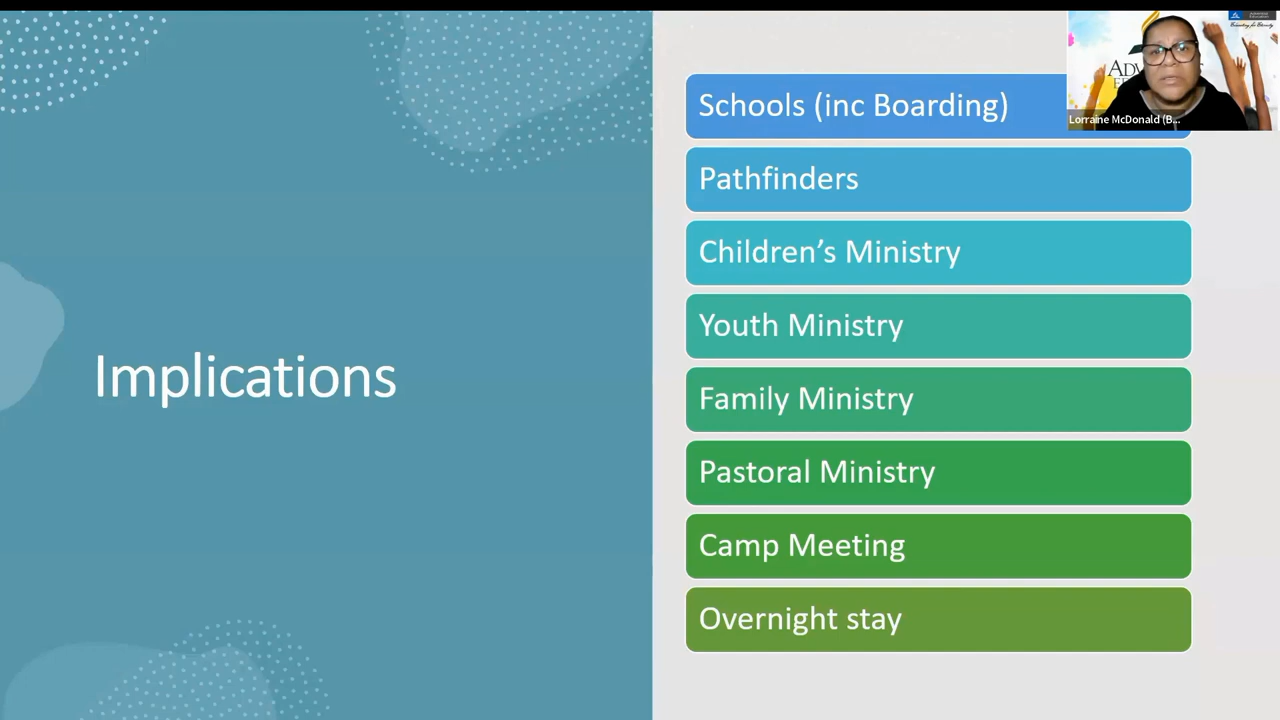 Implications
Schools (inc Boarding)
Pathfinders
Children’s Ministry
Youth Ministry
Family Ministry
Pastoral Ministry
Camp Meeting
Overnight stay
Lorraine McDonald (B...